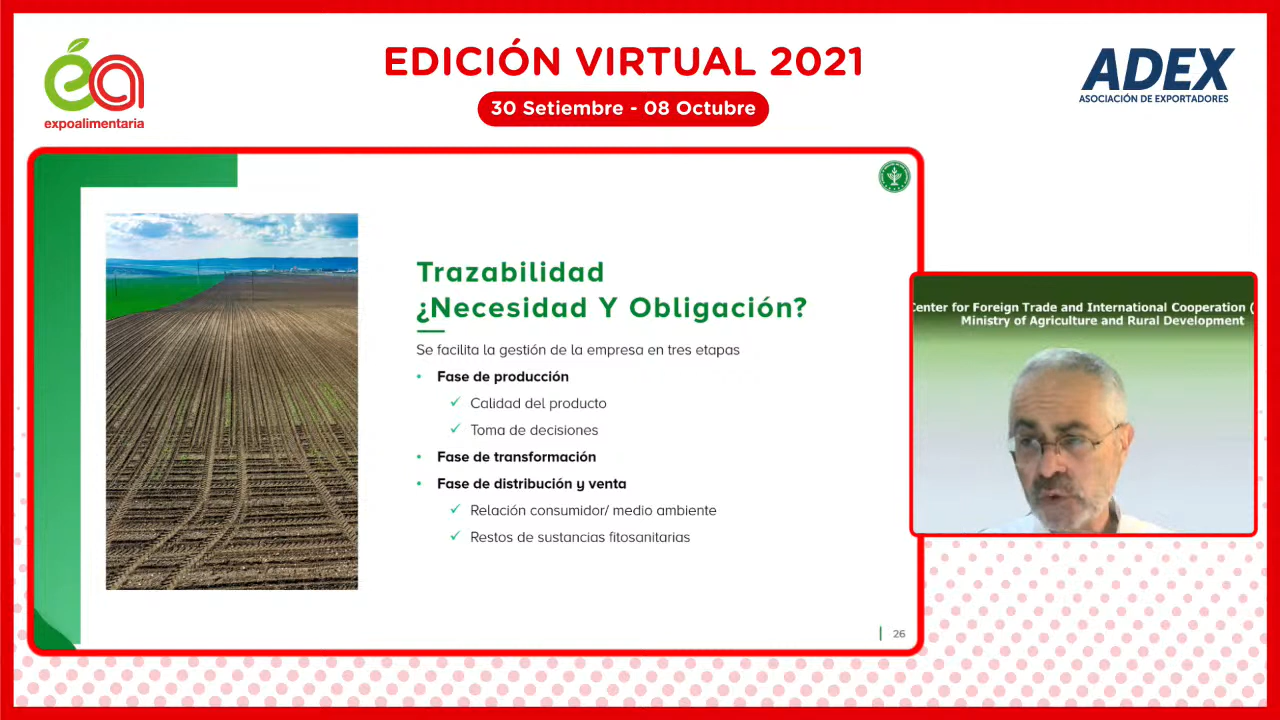 EDICIÓN VIRTUAL 2021
30 Setiembre - 08 Octubre
éa
expoalimentaria
ADEX
ASOCIACIÓN DE EXPORTADORES
Trazabilidad
¿Necesidad Y Obligación?
Se facilita la gestión de la empresa en tres etapas
• Fase de producción
✓ Calidad del producto
✓ Toma de decisiones
• Fase de transformación
• Fase de distribución y venta
✓ Relación consumidor/ medio ambiente
✓ Restos de sustancias fitosanitarias
26
Center for Foreign Trade and International Cooperation (
Ministry of Agriculture and Rural Development